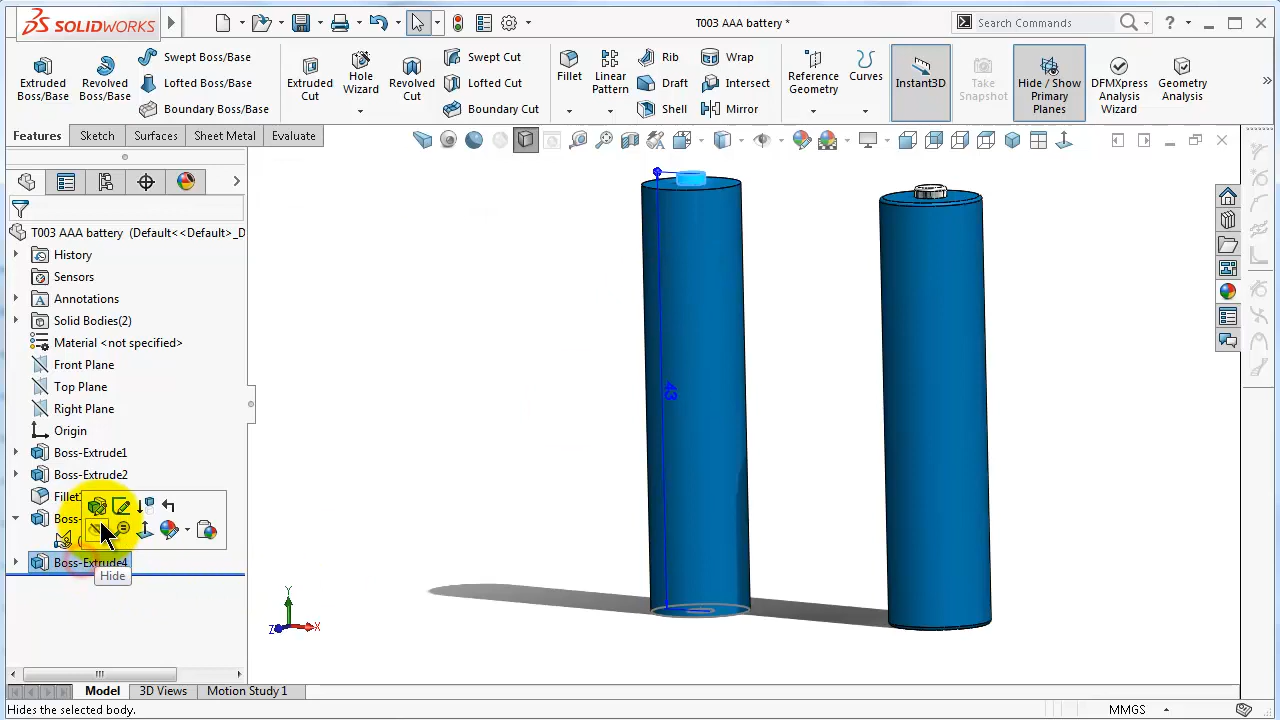 SOLIDWORKS
T003 AAA battery *
Search Commands
Extruded Boss/Base
Revolved Boss/Base
Swept Boss/Base
Lofted Boss/Base
Boundary Boss/Ba
Extruded Cut
Hole Wizard
Revolved Cut
Swept Cut
Lofted Cut
Boundary Cut
Fillet
Linear Pattern
Rib
Draft
Shell
Wrap
Intersect
Mirror
Reference Geometry
Curves
Instant3D
Take Snapshot
Hide / Show Primary Planes
DFMXpress Analysis Wizard
Geometry Analysis
Features
Sketch
Surfaces
Sheet Metal
Evaluate
T003 AAA battery (Default<<Default>_D
History
Sensors
Annotations
Solid Bodies(2)
Material <not specified>
Front Plane
Top Plane
Right Plane
Origin
Boss-Extrude1
Boss-Extrude2
Fillet
Boss-
(
Boss-Extrude4
Hide
43
Y
Z
X
Model
3D Views
Motion Study 1
Hides the selected body.
MMGS